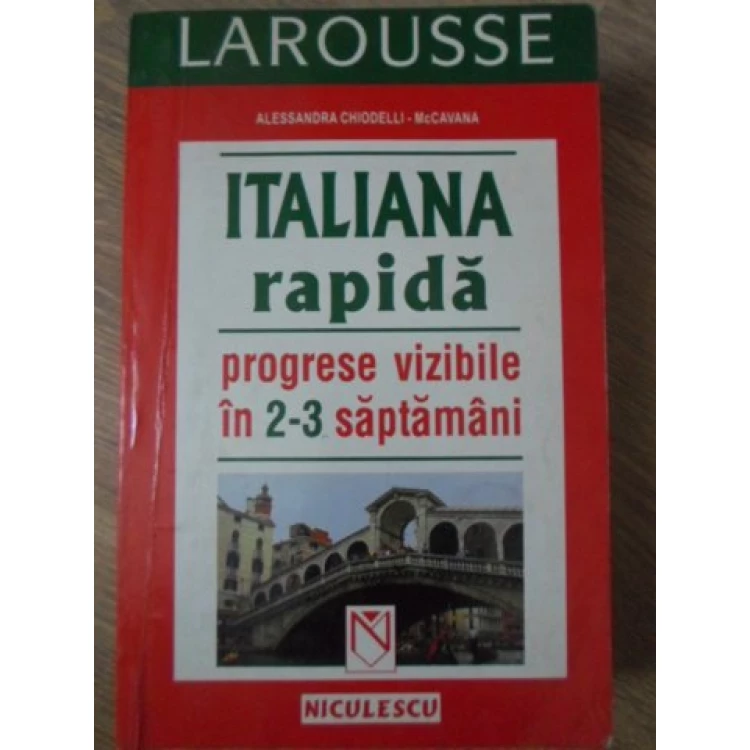 LAROUSSE
ALESSANDRA CHIODELLI - McCAVANA
ITALIANA
rapidă
progrese vizibile
în 2-3 săptămâni
N
NICULESCU